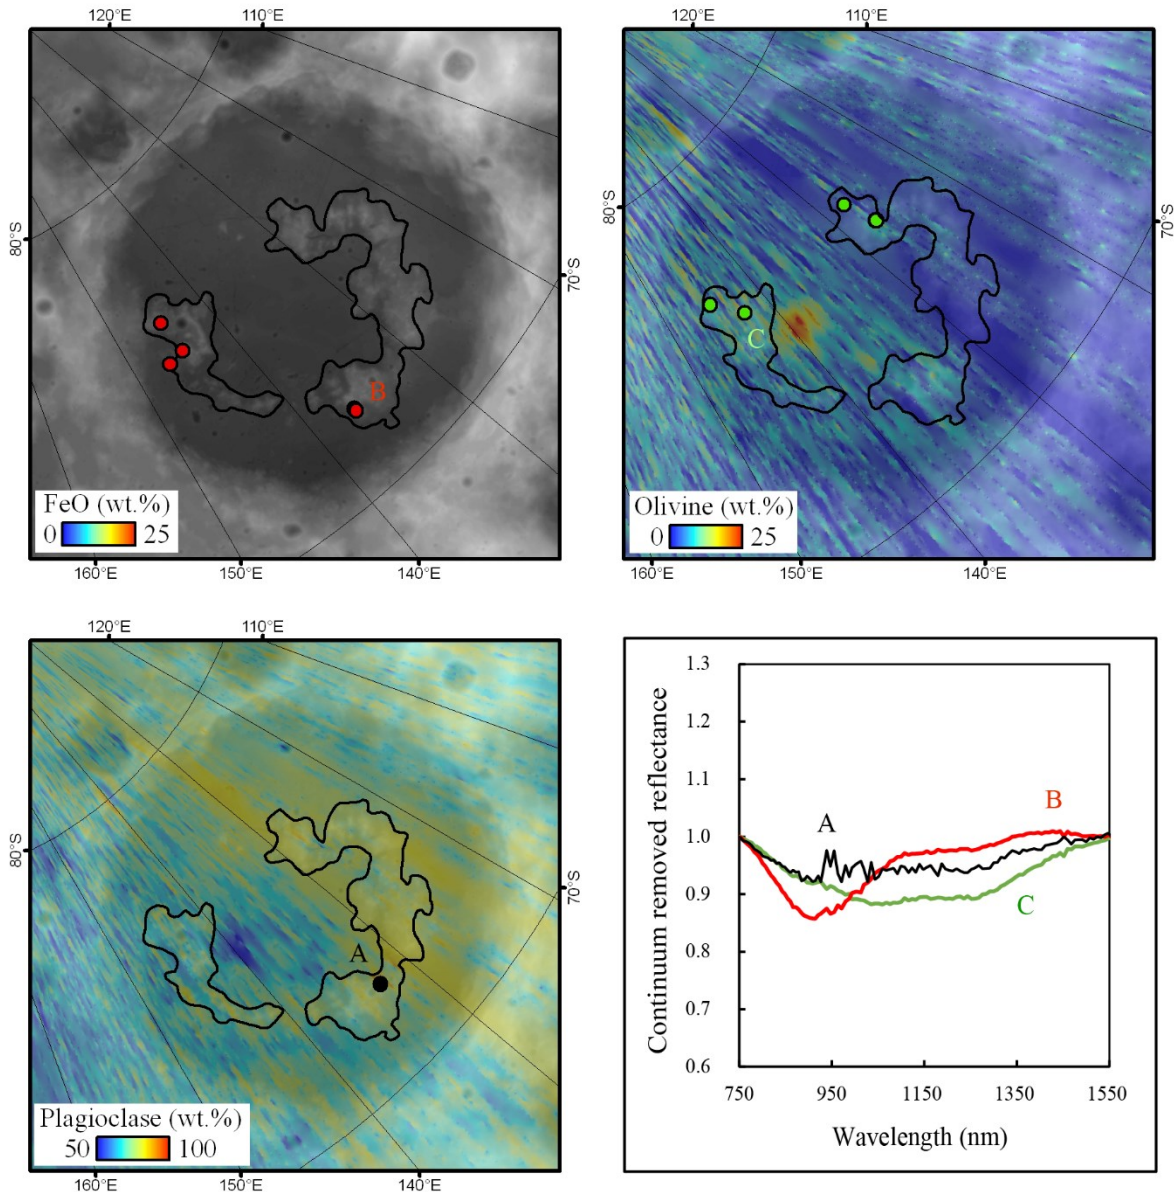 120°E 110°E
80°S
70°S
B
FeO (wt.%)
0 25
160°E 150°E 140°E
120°E 110°E
80°S
70°S
C
Olivine (wt.%)
0 25
160°E 150°E 140°E
120°E 110°E
80°S
70°S
A
Plagioclase (wt.%)
50 100
160°E 150°E 140°E
Continuum removed reflectance
1.3
1.2
1.1
1.0
0.9
0.8
0.7
0.6
A
B
C
750 950 1150 1350 1550
Wavelength (nm)